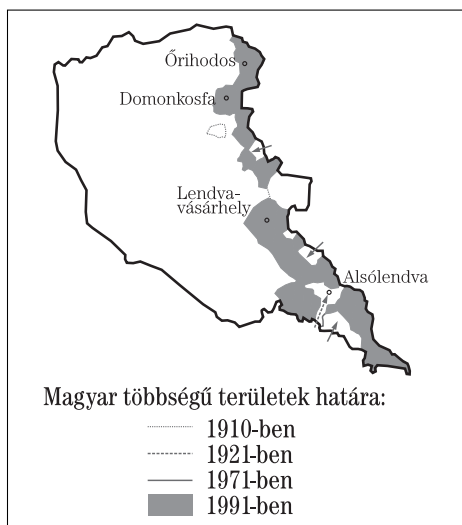 Őrihodos
Domonkosfa
Lendva-
vásárhely
Alsólendva
Magyar többségű területek határa:
1910-ben
1921-ben
1971-ben
1991-ben